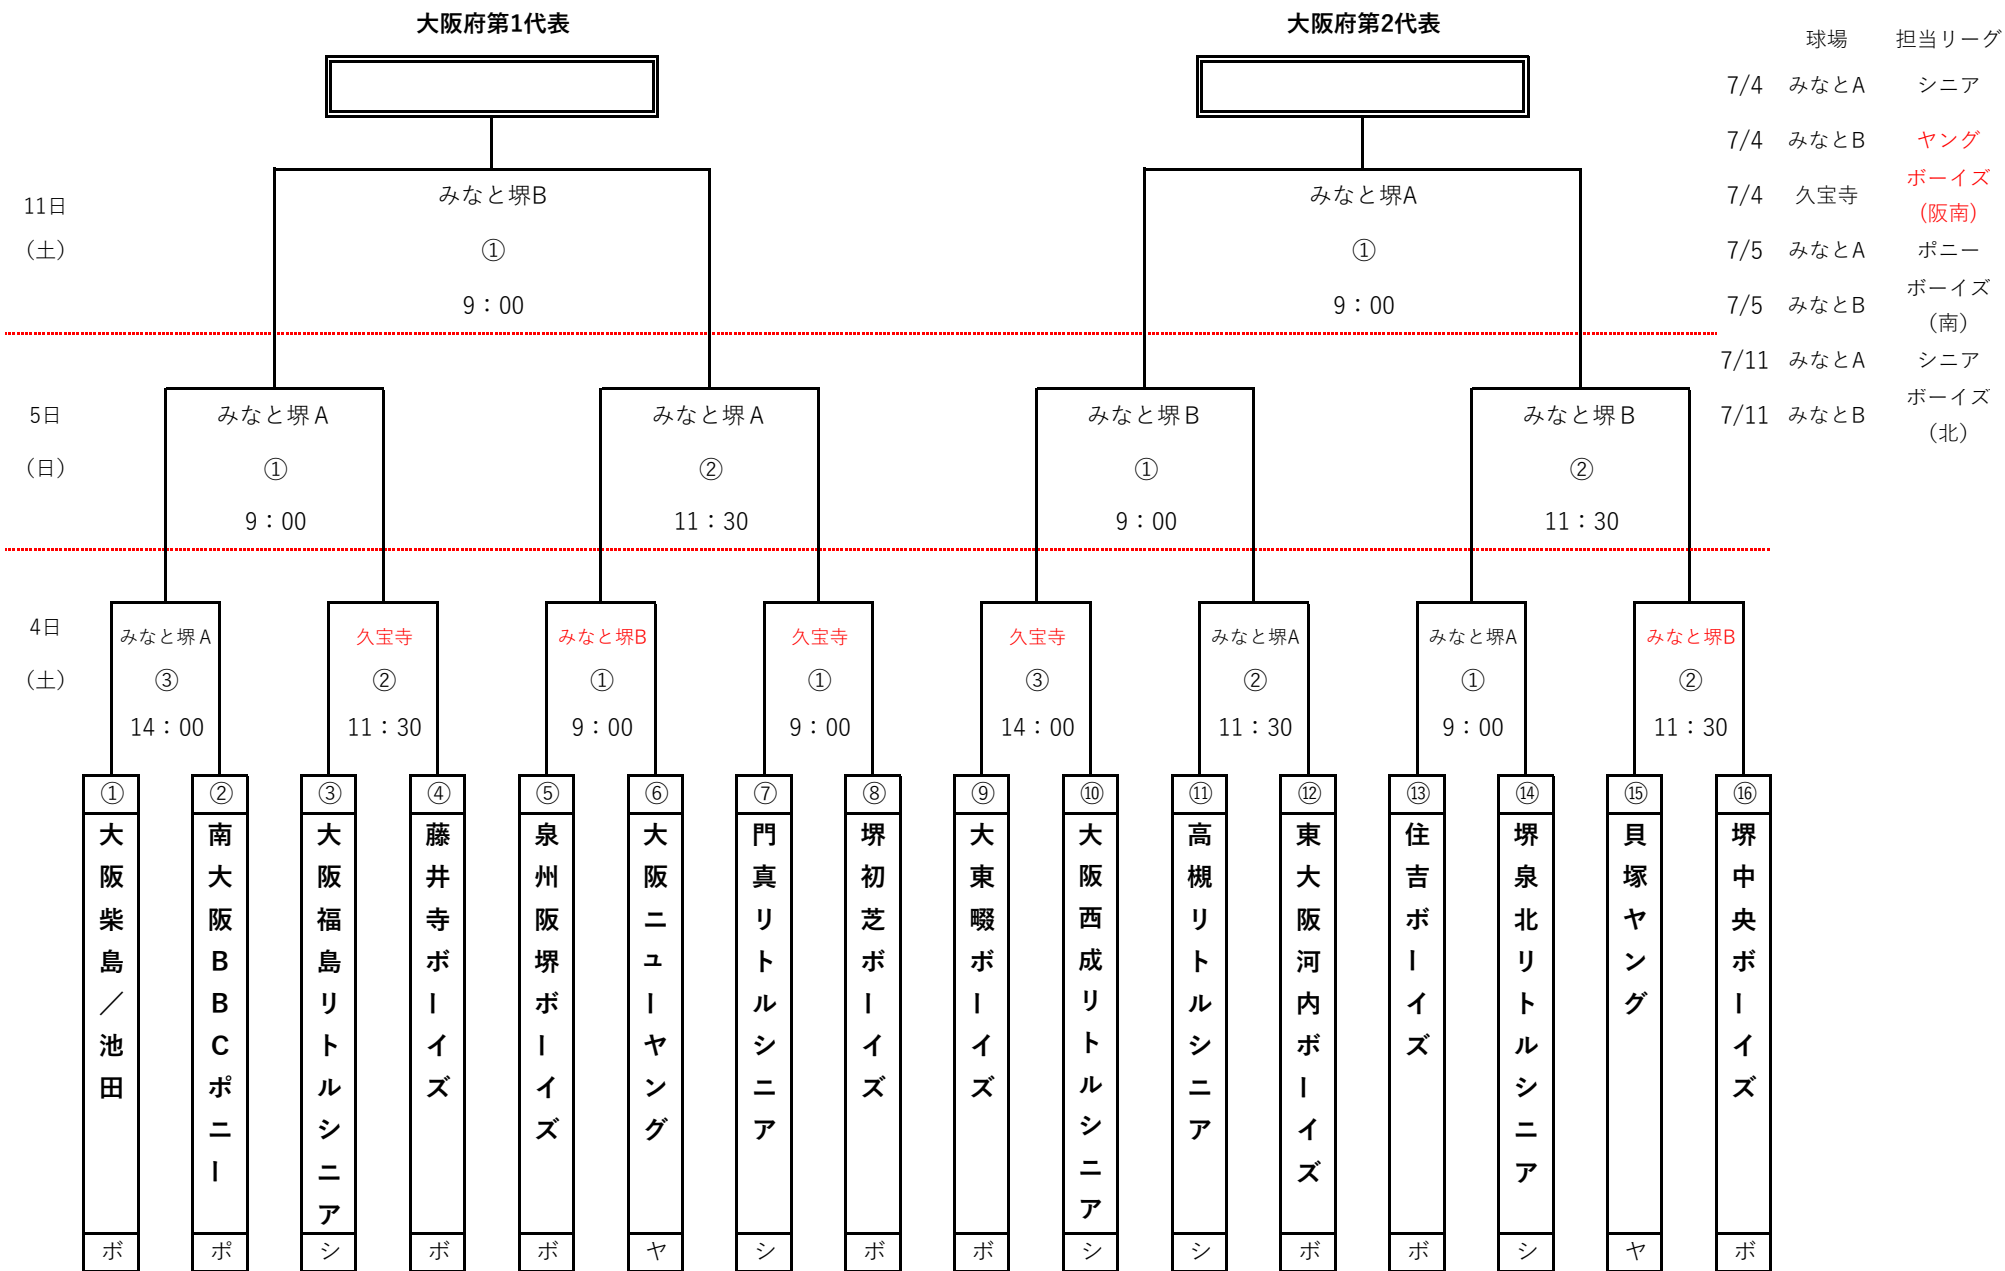 大阪府第1代表
大阪府第2代表
球場 担当リーグ
7/4 みなとA シニア
7/4 みなとB ヤング
7/4 久宝寺 ボーイズ
(阪南)
7/5 みなとA ポニー
7/5 みなとB ボーイズ
（南）
7/11 みなとA シニア
7/11 みなとB ボーイズ
（北）
11日
（土）
みなと堺B
①
9：00
みなと堺A
①
9：00
5日
（日）
みなと堺Ａ
①
9：00
みなと堺Ａ
②
11：30
みなと堺Ｂ
①
9：00
みなと堺Ｂ
②
11：30
4日
（土）
みなと堺Ａ
③
14：00
久宝寺
②
11：30
みなと堺B
①
9：00
久宝寺
①
9：00
久宝寺
③
14：00
みなと堺A
②
11：30
みなと堺A
①
9：00
みなと堺B
②
11：30
①
大阪柴島／池田
ボ
②
南大阪ＢＢＣポニー
ポ
③
大阪福島リトルシニア
シ
④
藤井寺ボーイズ
ボ
⑤
泉州阪堺ボーイズ
ボ
⑥
大阪ニューヤング
ヤ
⑦
門真リトルシニア
シ
⑧
堺初芝ボーイズ
ボ
⑨
大東畷ボーイズ
ボ
⑩
大阪西成リトルシニア
シ
⑪
高槻リトルシニア
シ
⑫
東大阪河内ボーイズ
ボ
⑬
住吉ボーイズ
ボ
⑭
堺泉北リトルシニア
シ
⑮
貝塚ヤング
ヤ
⑯
堺中央ボーイズ
ボ